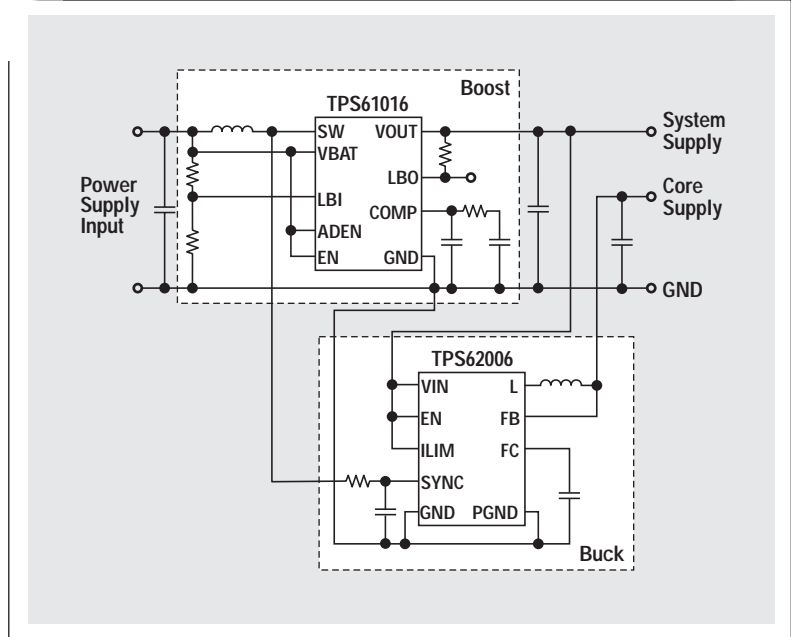 Boost
TPS61016
SW VOUT
VBAT
LBO
LBI
COMP
ADEN
EN GND
Power
Supply
Input
System
Supply
Core
Supply
GND
TPS62006
VIN L
EN FB
ILIM FC
SYNC
GND PGND
Buck